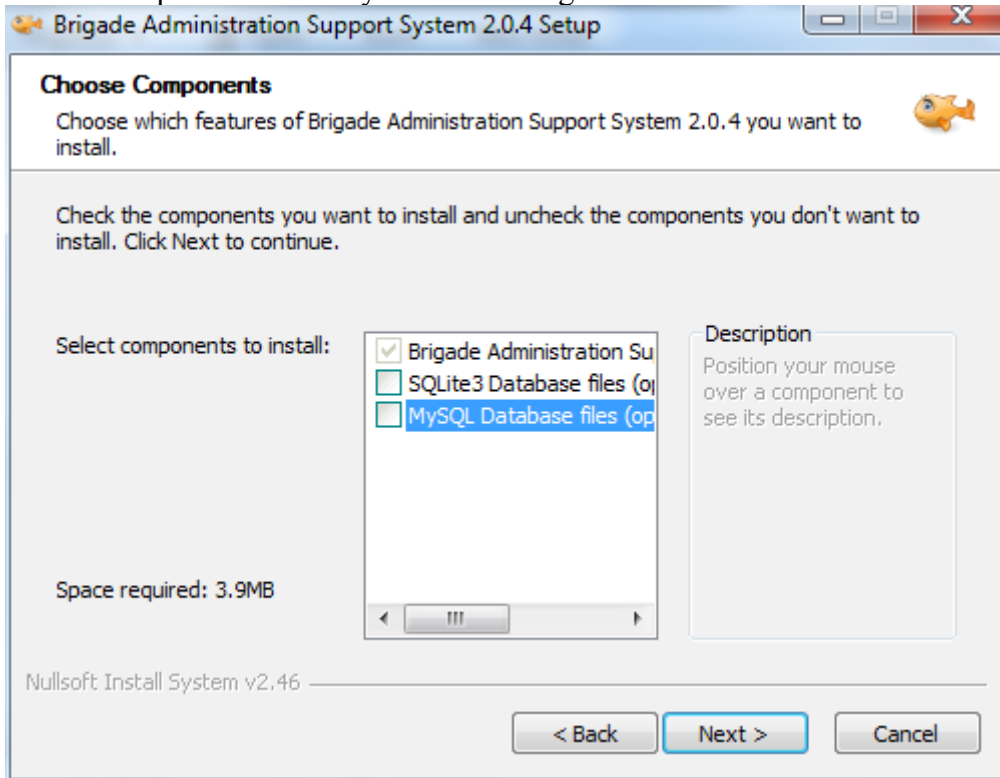 Brigade Administration Support System 2.0.4 Setup
Choose Components
Choose which features of Brigade Administration Support System 2.0.4 you want to
install.
Check the components you want to install and uncheck the components you don't want to
install. Click Next to continue.
Select components to install:
Brigade Administration Su
SQLite3 Database files (o
MySQL Database files (op
Description
Position your mouse
over a component to
see its description.
Space required: 3.9MB
Nullsoft Install System v2.46
< Back
Next >
Cancel